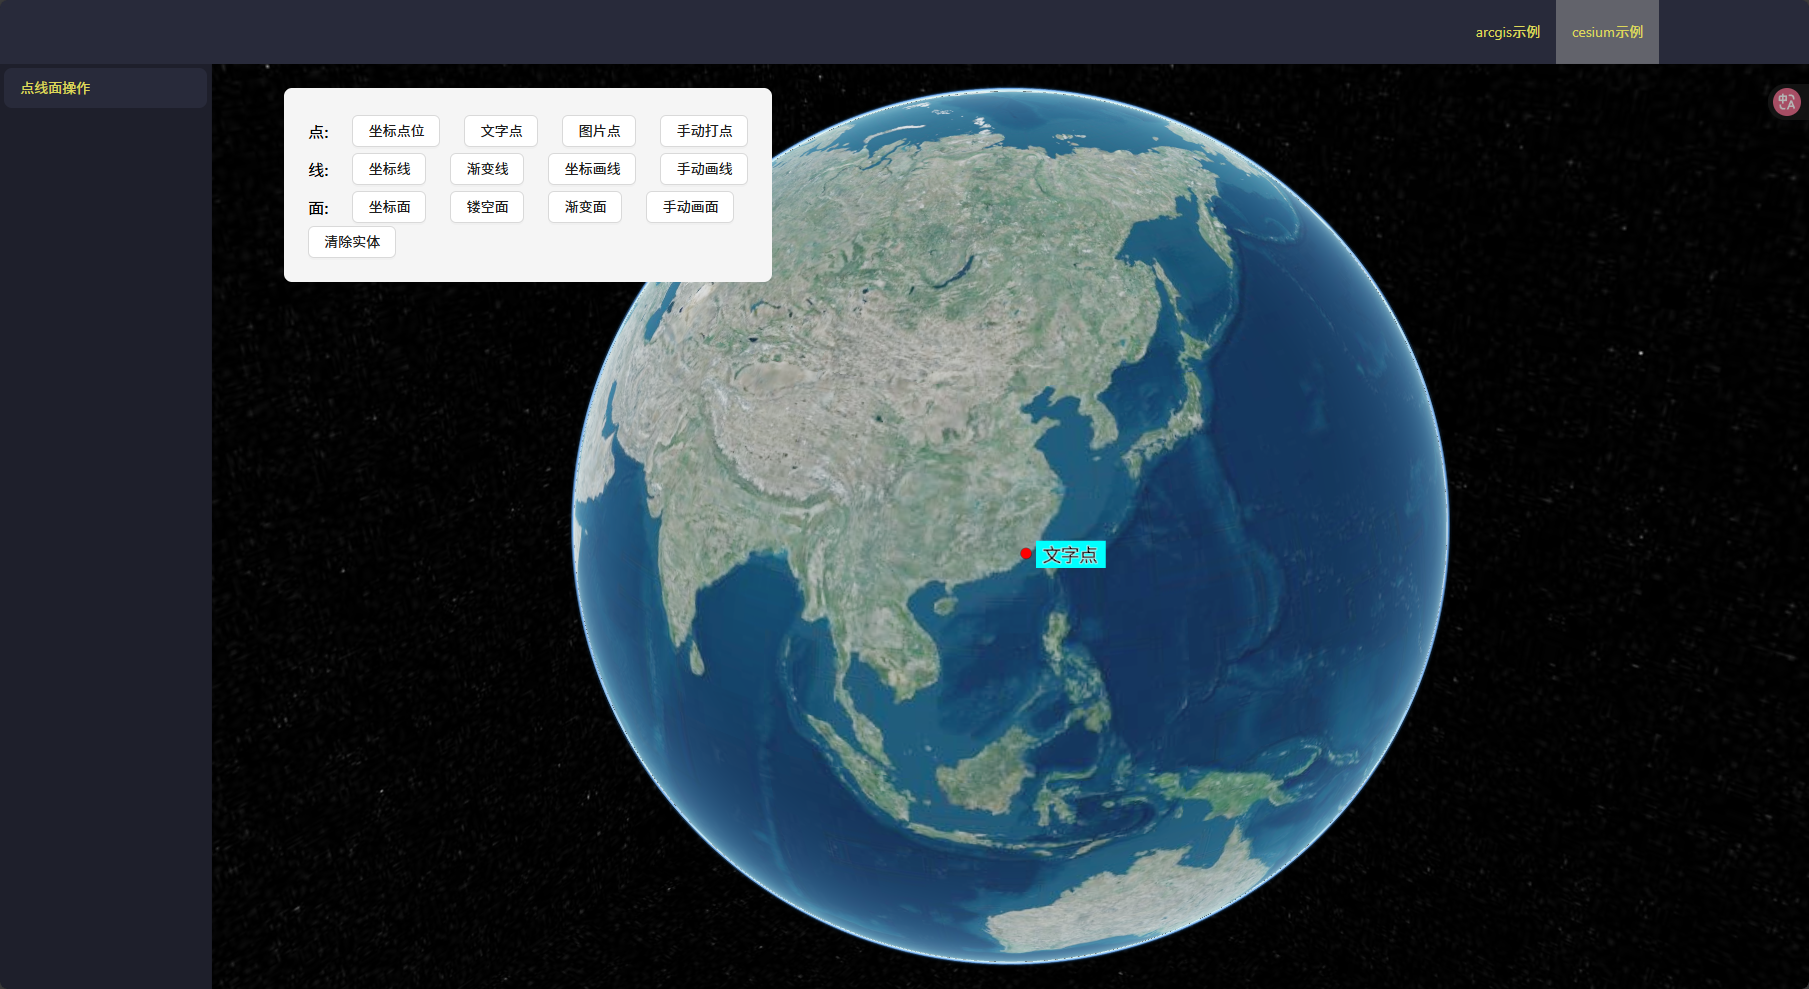 arcgis示例 cesium示例
点线面操作
点: 坐标点位 文字点 图片点 手动打点
线: 坐标线 渐变线 坐标画线 手动画线
面: 坐标面 镂空面 渐变面 手动画面
清除实体
文字点
中A